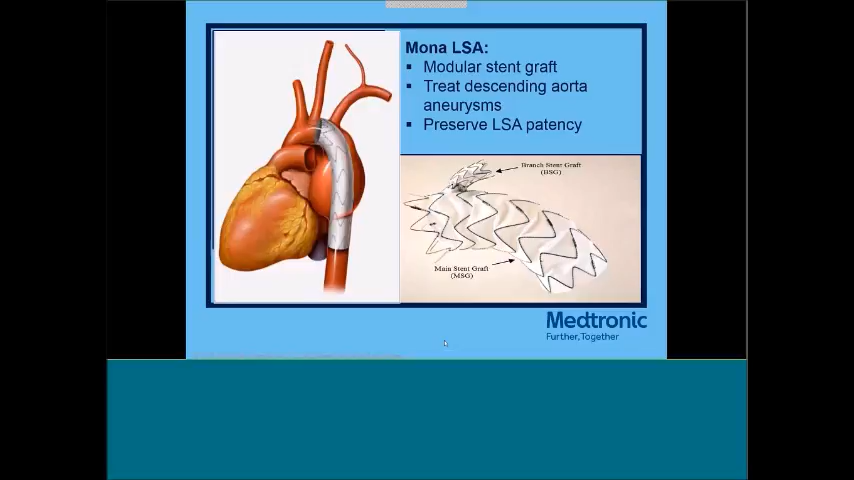 Mona LSA:
▪ Modular stent graft
▪ Treat descending aorta
aneurysms
▪ Preserve LSA patency
Branch Stent Graft
(BSG)
Main Stent Graft
(MSG)
Medtronic
Further, Together